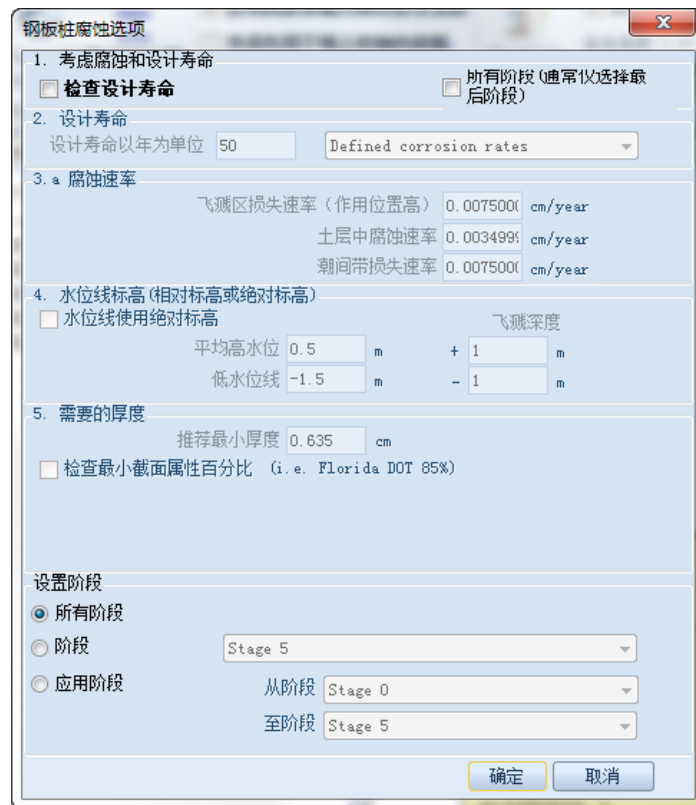 钢板桩腐蚀选项
1. 考虑腐蚀和设计寿命
检查设计寿命
所有阶段(通常仅选择最
后阶段)
2. 设计寿命
设计寿命以年为单位 50 Defined corrosion rates
3.a 腐蚀速率
飞溅区损失速率（作用位置高） 0.007500( cm/year
土层中腐蚀速率 0.003499 cm/year
潮间带损失速率 0.007500( cm/year
4. 水位线标高(相对标高或绝对标高)
水位线使用绝对标高 飞溅深度
平均高水位 0.5 m + 1 m
低水位线 -1.5 m - 1 m
5. 需要的厚度
推荐最小厚度 0.635 cm
检查最小截面属性百分比 (i.e. Florida DOT 85%)
设置阶段
所有阶段
阶段 Stage 5
应用阶段 从阶段 Stage 0
至阶段 Stage 5
确定 取消